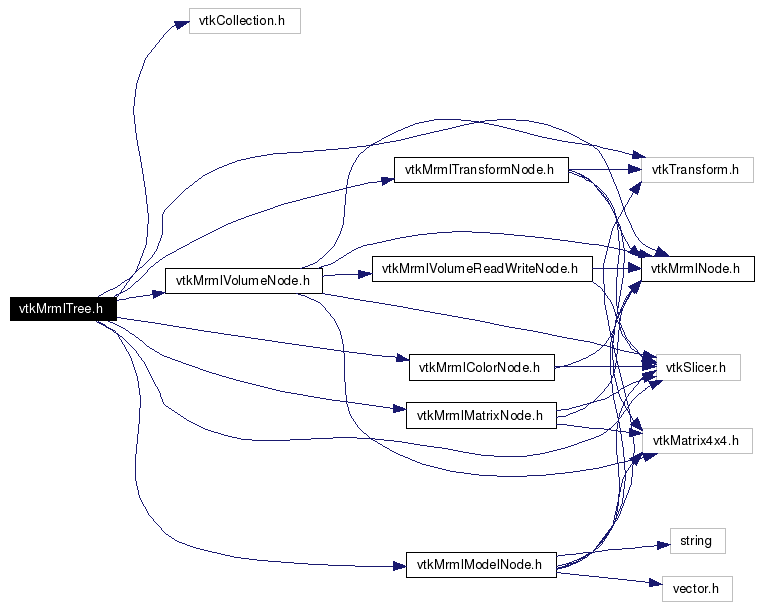 vtkCollection.h
vtkMrmlTransformNode.h
vtkTransform.h
vtkMrmlVolumeReadWriteNode.h
vtkMrmlNode.h
vtkMrmlVolumeNode.h
vtkMrmlTree.h
vtkMrmlColorNode.h
vtkSlicer.h
vtkMrmlMatrixNode.h
vtkMatrix4x4.h
string
vtkMrmlModelNode.h
vector.h